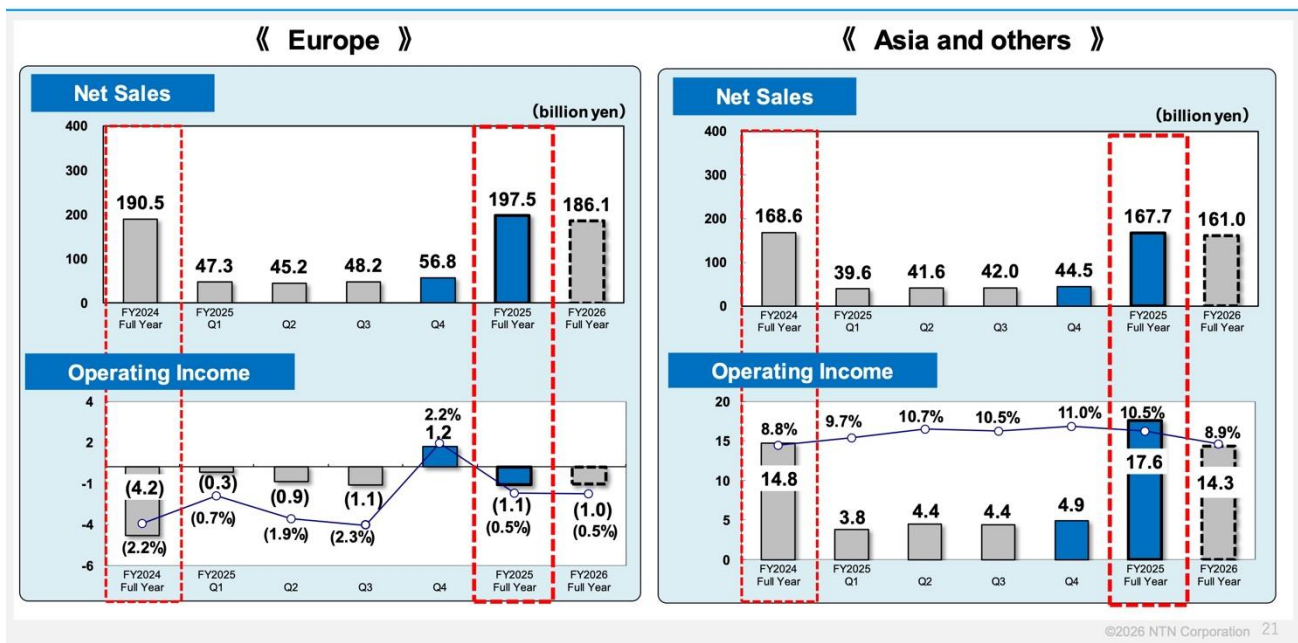 《 Europe 》
Net Sales
(billion yen)
400
300
200
100
0
190.5
47.3
45.2
48.2
56.8
197.5
186.1
FY2024
Full Year
FY2025
Q1
Q2
Q3
Q4
FY2025
Full Year
FY2026
Full Year
Operating Income
4
2
-1
-4
-6
(4.2)
(2.2%)
(0.3)
(0.7%)
(0.9)
(1.9%)
(1.1)
(2.3%)
2.2%
1.2
(1.1)
(0.5%)
(1.0)
(0.5%)
FY2024
Full Year
FY2025
Q1
Q2
Q3
Q4
FY2025
Full Year
FY2026
Full Year
《 Asia and others 》
Net Sales
(billion yen)
400
300
200
100
0
168.6
39.6
41.6
42.0
44.5
167.7
161.0
FY2024
Full Year
FY2025
Q1
Q2
Q3
Q4
FY2025
Full Year
FY2026
Full Year
Operating Income
20
15
10
5
0
8.8%
14.8
9.7%
3.8
10.7%
4.4
10.5%
4.4
11.0%
4.9
10.5%
17.6
8.9%
14.3
FY2024
Full Year
FY2025
Q1
Q2
Q3
Q4
FY2025
Full Year
FY2026
Full Year
©2026 NTN Corporation 21